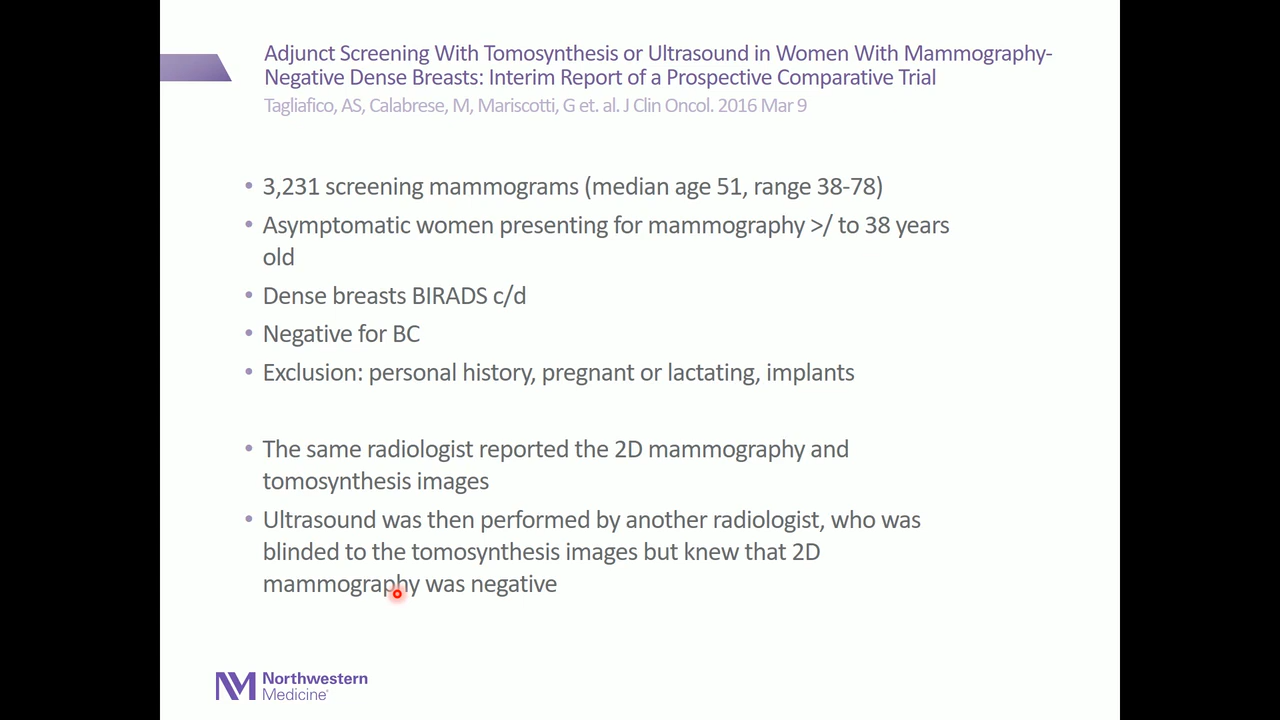 Adjunct Screening With Tomosynthesis or Ultrasound in Women With Mammography-
Negative Dense Breasts: Interim Report of a Prospective Comparative Trial
Tagliafico, AS, Calabrese, M, Mariscotti, G et. al. J Clin Oncol. 2016 Mar 9
• 3,231 screening mammograms (median age 51, range 38-78)
• Asymptomatic women presenting for mammography >/ to 38 years
old
• Dense breasts BIRADS c/d
• Negative for BC
• Exclusion: personal history, pregnant or lactating, implants
• The same radiologist reported the 2D mammography and
tomosynthesis images
• Ultrasound was then performed by another radiologist, who was
blinded to the tomosynthesis images but knew that 2D
mammography was negative
NM Northwestern
Medicine®